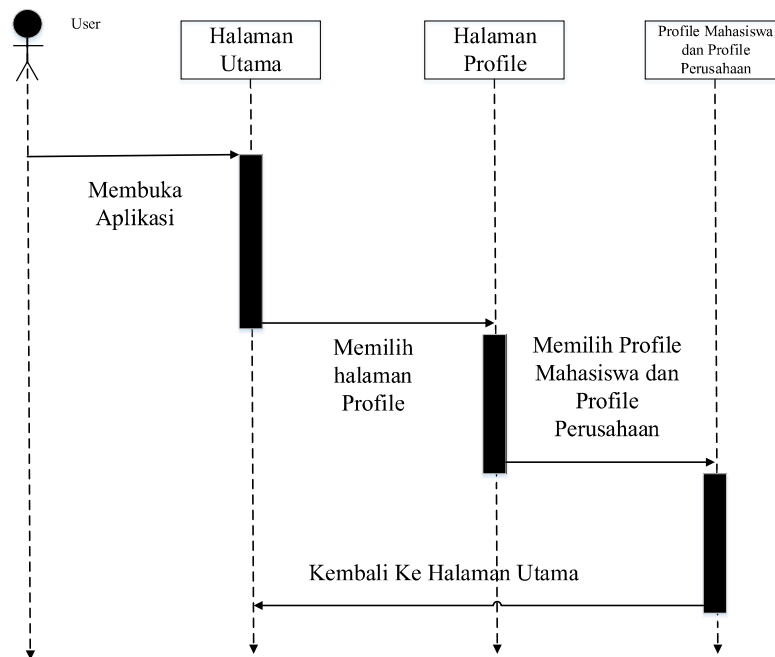 User
Halaman
Utama
Halaman
Profile
Profile Mahasiswa
dan Profile
Perusahaan
Membuka
Aplikasi
Memilih
halaman
Profile
Memilih Profile
Mahasiswa dan
Profile
Perusahaan
Kembali Ke Halaman Utama